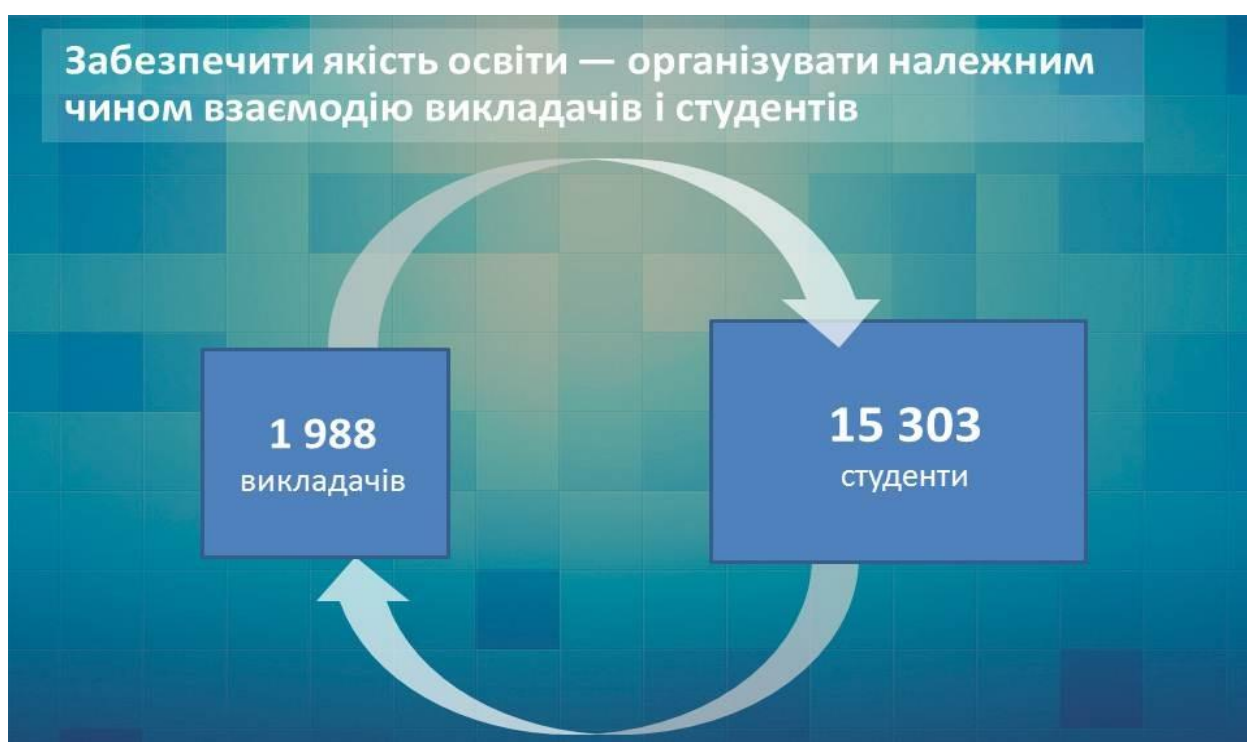 Забезпечити якість освіти — організувати належним
чином взаємодію викладачів і студентів
1 988
викладачів
15 303
студенти